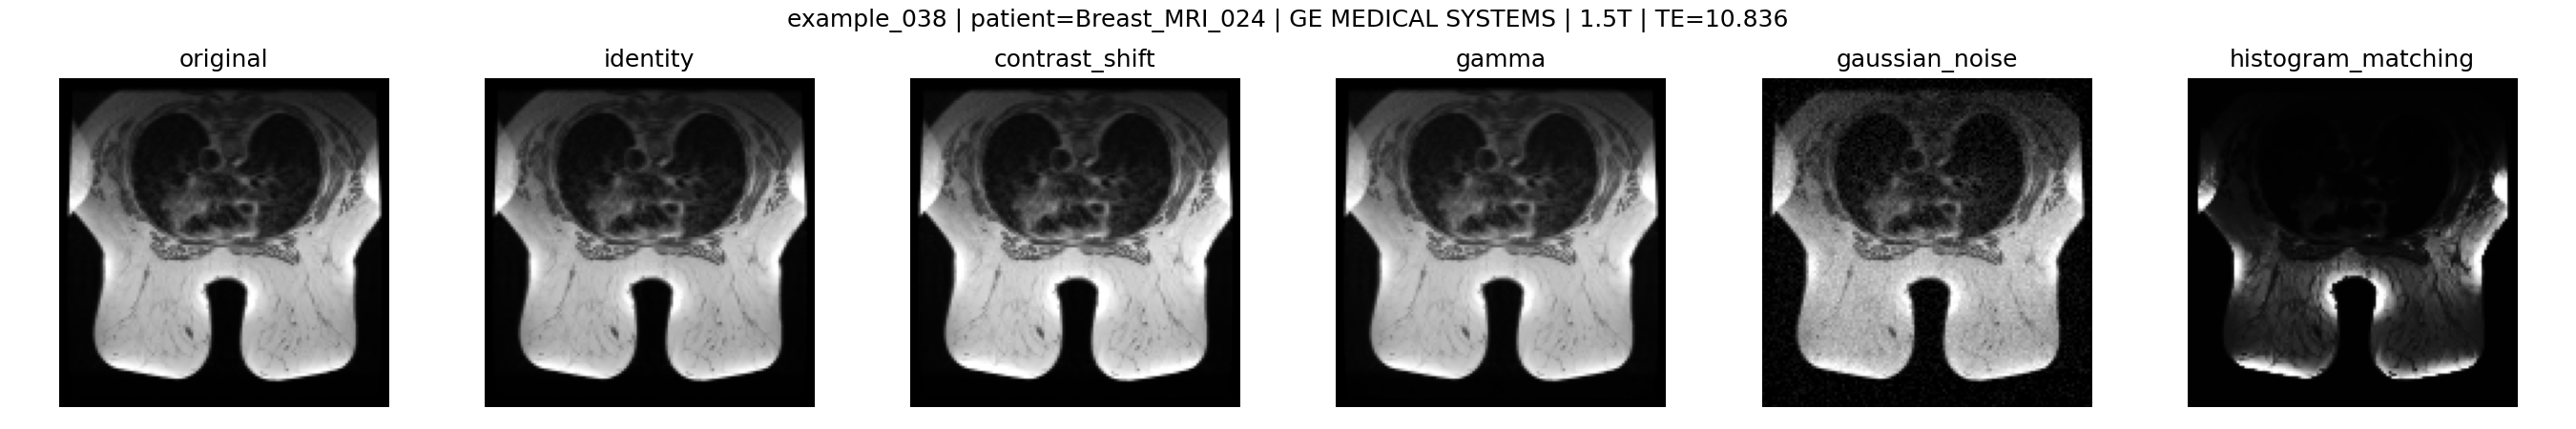 example_038 | patient=Breast_MRI_024 | GE MEDICAL SYSTEMS | 1.5T | TE=10.836
original identity contrast_shift gamma gaussian_noise histogram_matching